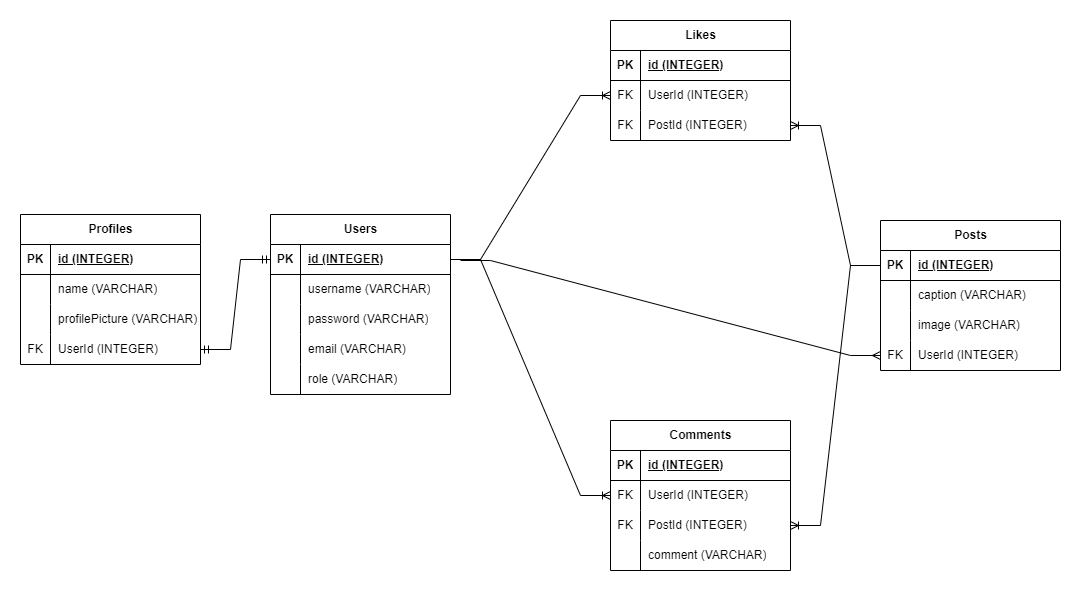 Likes
PK id (INTEGER)
FK UserId (INTEGER)
FK PostId (INTEGER)
Profiles
PK id (INTEGER)
name (VARCHAR)
profilePicture (VARCHAR)
FK UserId (INTEGER)
Users
PK id (INTEGER)
username (VARCHAR)
password (VARCHAR)
email (VARCHAR)
role (VARCHAR)
Posts
PK id (INTEGER)
caption (VARCHAR)
image (VARCHAR)
FK UserId (INTEGER)
Comments
PK id (INTEGER)
FK UserId (INTEGER)
FK PostId (INTEGER)
comment (VARCHAR)